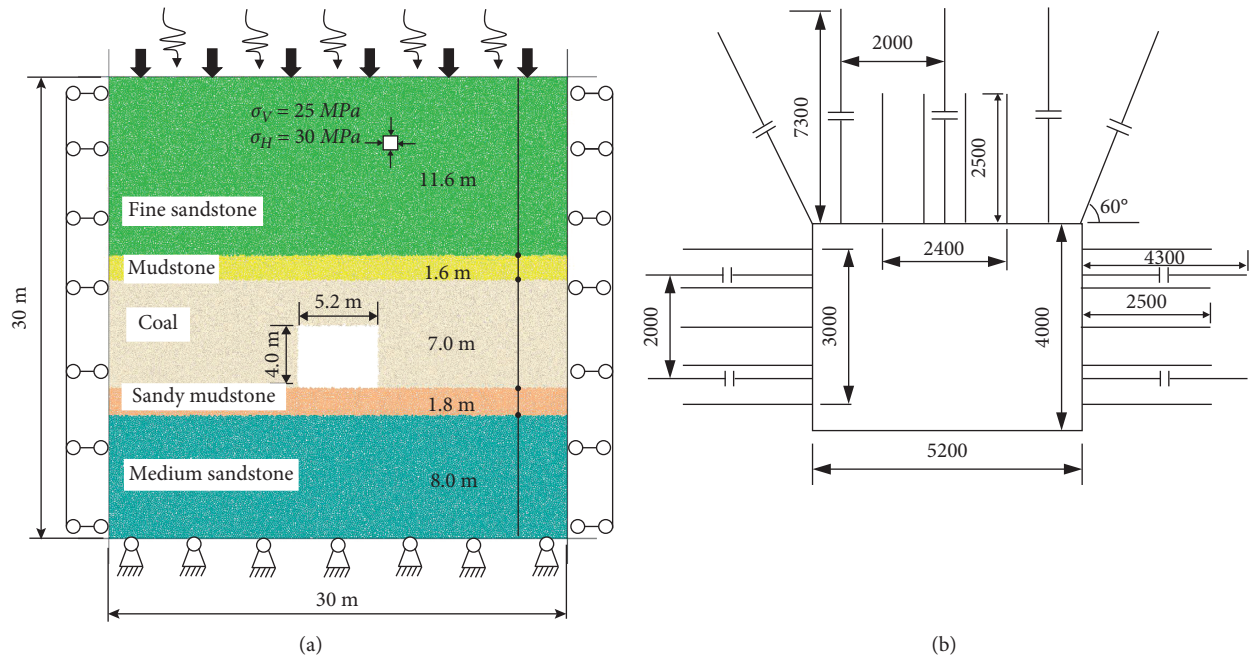 σV = 25 MPa
σH = 30 MPa
11.6 m
Fine sandstone
Mudstone
1.6 m
5.2 m
Coal
4.0 m
7.0 m
Sandy mudstone
1.8 m
Medium sandstone
8.0 m
30 m
30 m
(a)
2000
7300
2500
60°
2400
4300
2000
3000
4000
2500
5200
(b)